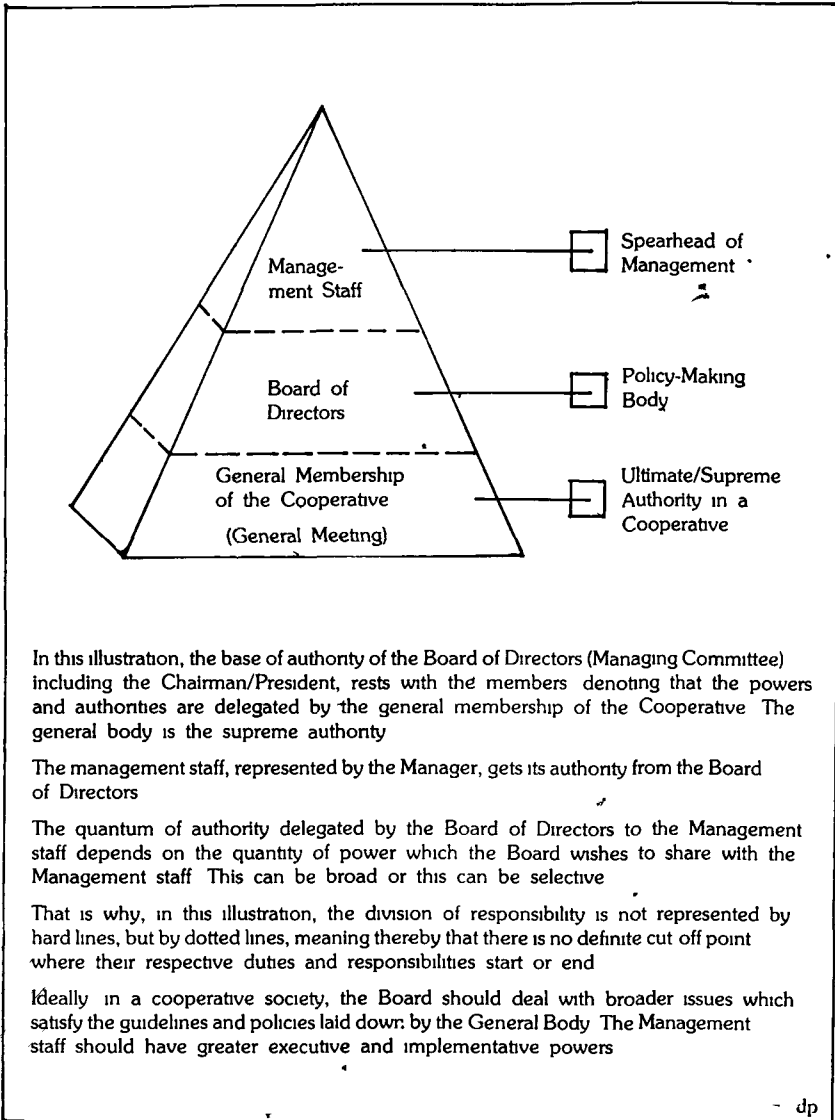 Manage-
ment Staff
Spearhead of
Management
Board of
Directors
Policy-Making
Body
General Membership
of the Cooperative
(General Meeting)
Ultimate/Supreme
Authority in a
Cooperative
In this illustration, the base of authority of the Board of Directors (Managing Committee)
including the Chairman/President, rests with the members denoting that the powers
and authorities are delegated by the general membership of the Cooperative The
general body is the supreme authority
The management staff, represented by the Manager, gets its authority from the Board
of Directors
The quantum of authority delegated by the Board of Directors to the Management
staff depends on the quantity of power which the Board wishes to share with the
Management staff This can be broad or this can be selective
That is why, in this illustration, the division of responsibility is not represented by
hard lines, but by dotted lines, meaning thereby that there is no definite cut off point
where their respective duties and responsibilities start or end
Ideally in a cooperative society, the Board should deal with broader issues which
satisfy the guidelines and policies laid down by the General Body The Management
staff should have greater executive and implementative powers
- dp